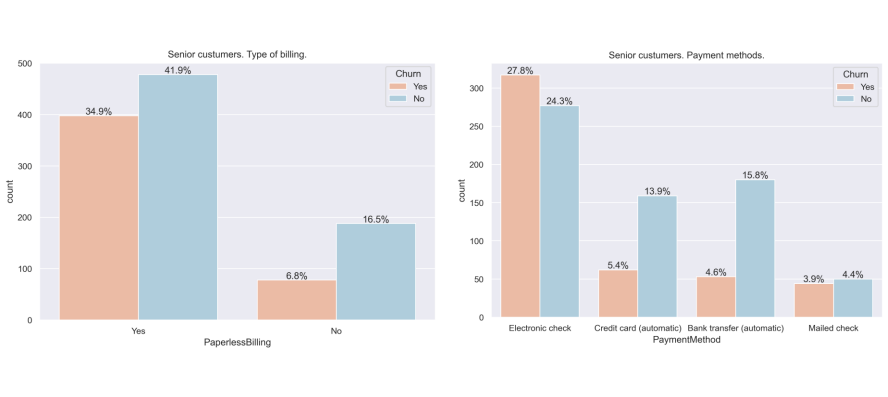 Senior custumers. Type of billing.
500
400
300
200
100
0
count
34.9%
41.9%
6.8%
16.5%
Churn
Yes
No
Yes
No
PaperlessBilling
Senior custumers. Payment methods.
300
250
200
150
100
50
0
count
27.8%
24.3%
5.4%
13.9%
4.6%
15.8%
3.9%
4.4%
Churn
Yes
No
Electronic check
Credit card (automatic)
Bank transfer (automatic)
Mailed check
PaymentMethod